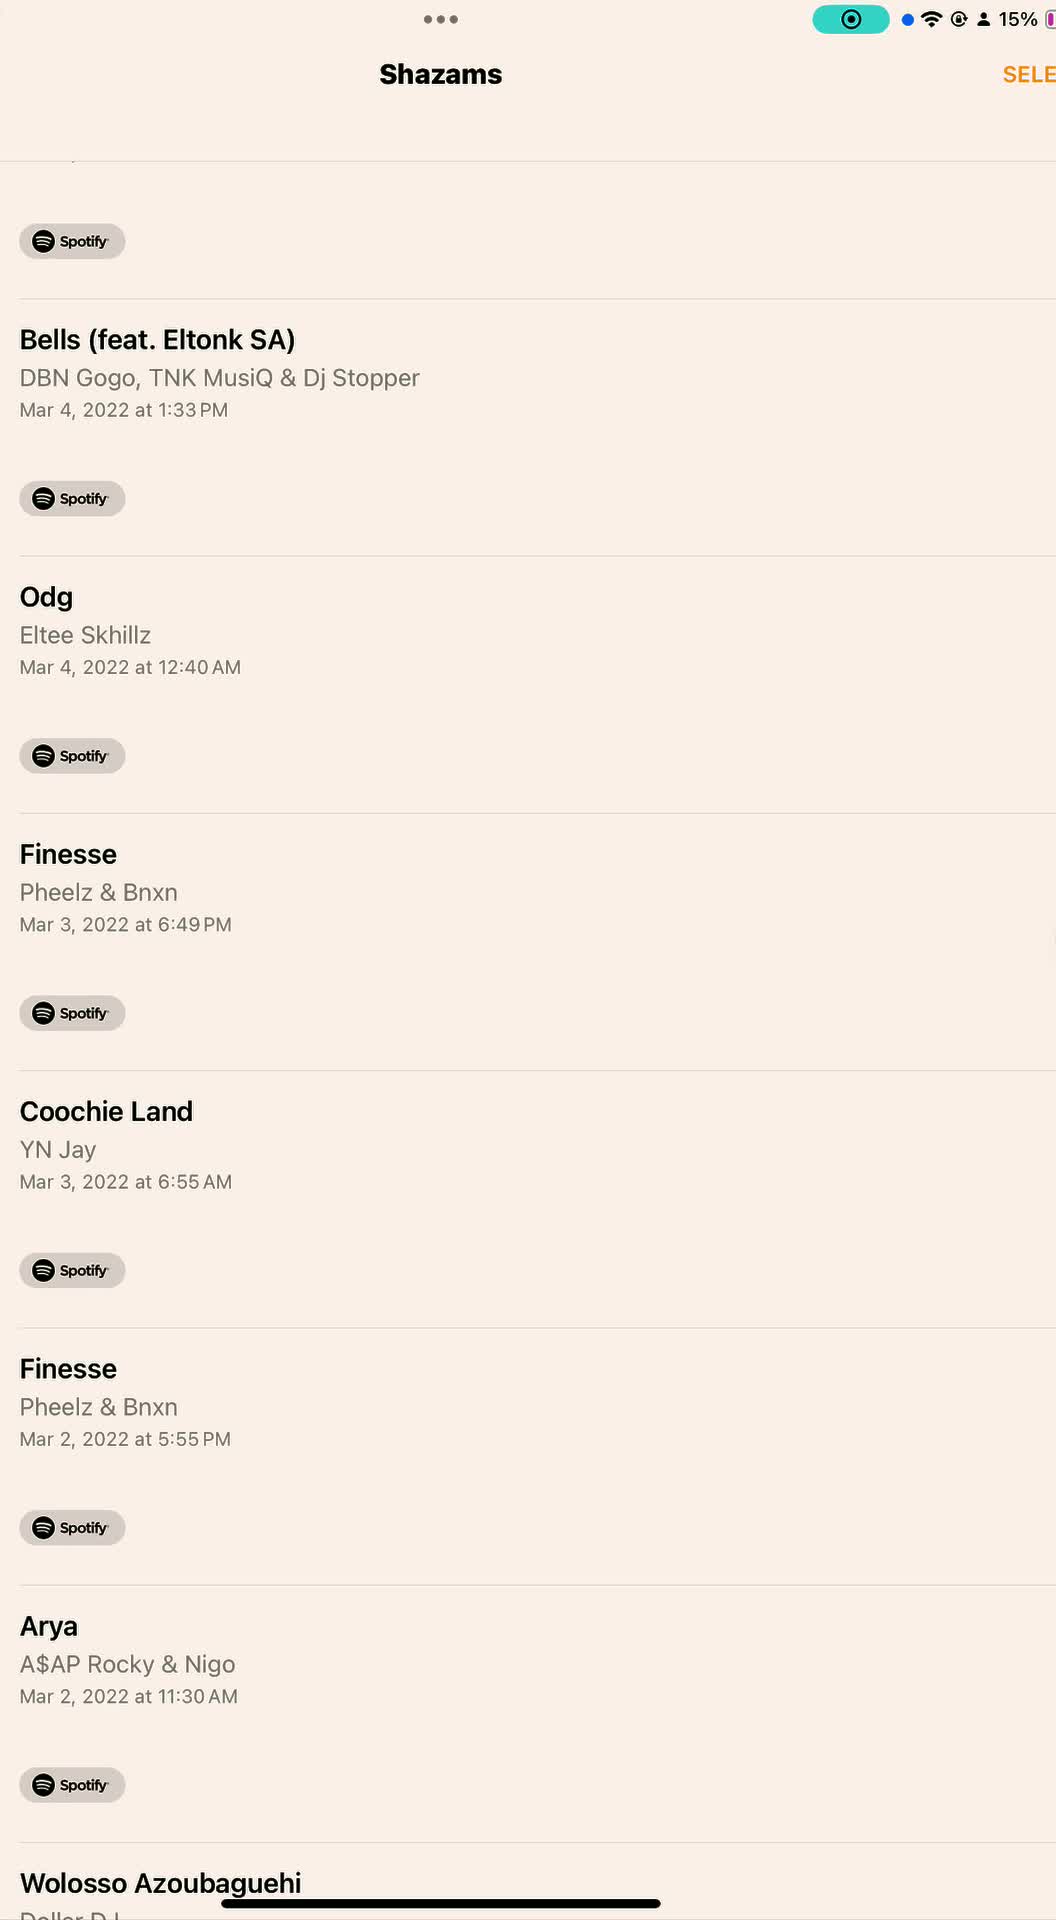 15%
Shazams
SELE
Spotify
Bells (feat. Eltonk SA)
DBN Gogo, TNK MusiQ & Dj Stopper
Mar 4, 2022 at 1:33 PM
Spotify
Odg
Eltee Skhillz
Mar 4, 2022 at 12:40 AM
Spotify
Finesse
Pheelz & Bnxn
Mar 3, 2022 at 6:49 PM
Spotify
Coochie Land
YN Jay
Mar 3, 2022 at 6:55 AM
Spotify
Finesse
Pheelz & Bnxn
Mar 2, 2022 at 5:55 PM
Spotify
Arya
A$AP Rocky & Nigo
Mar 2, 2022 at 11:30 AM
Spotify
Wolosso Azoubaguehi